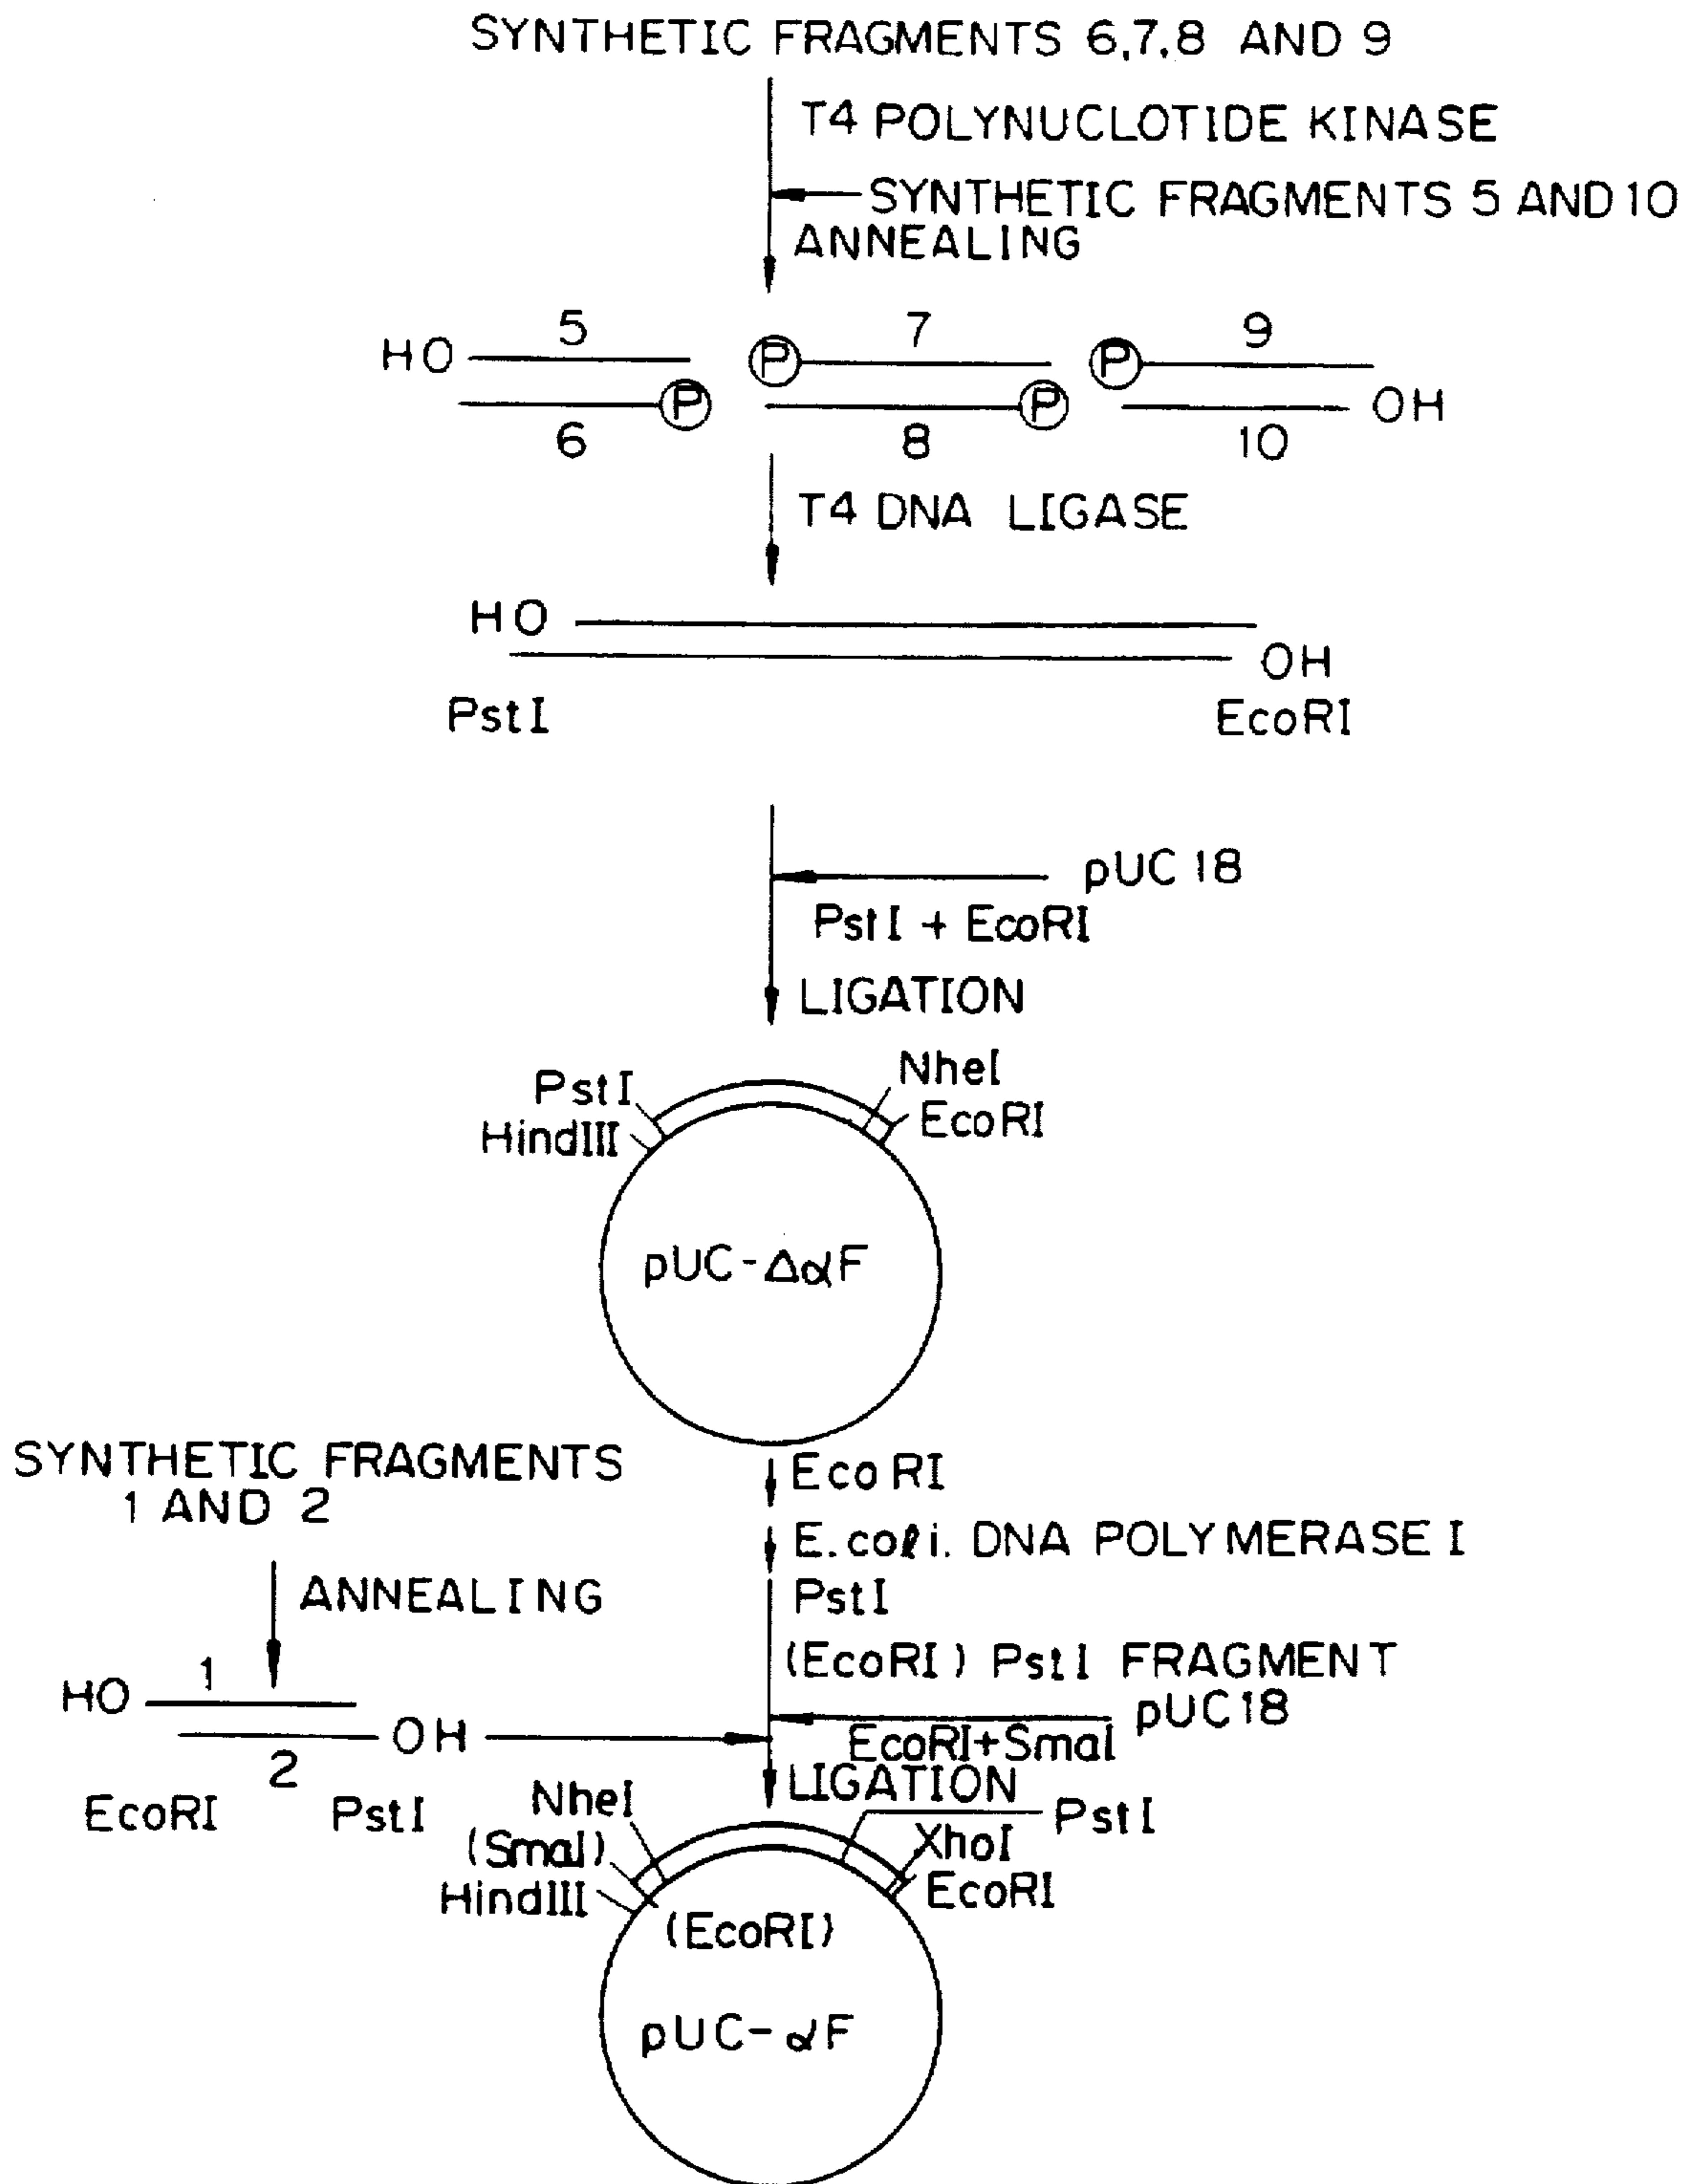 SYNTHETIC FRAGMENTS 6,7,8 AND 9
T4 POLYNUCLOTIDE KINASE
SYNTHETIC FRAGMENTS 5 AND 10
ANNEALING
5 7 9
HO P P
P P OH
6 8 10
T4 DNA LIGASE
HO
OH
PstI EcoRI
pUC 18
PstI + EcoRI
LIGATION
NheI
PstI
EcoRI
HindIII
pUC-ΔαF
SYNTHETIC FRAGMENTS
1 AND 2
EcoRI
E.coli. DNA POLYMERASE I
ANNEALING
PstI
(EcoRI) PstI FRAGMENT
1
HO
pUC18
OH
EcoRI+SmaI
2
LIGATION
EcoRI PstI
NheI
PstI
(SmaI)
XhoI
HindIII
EcoRI
(EcoRI)
pUC-αF